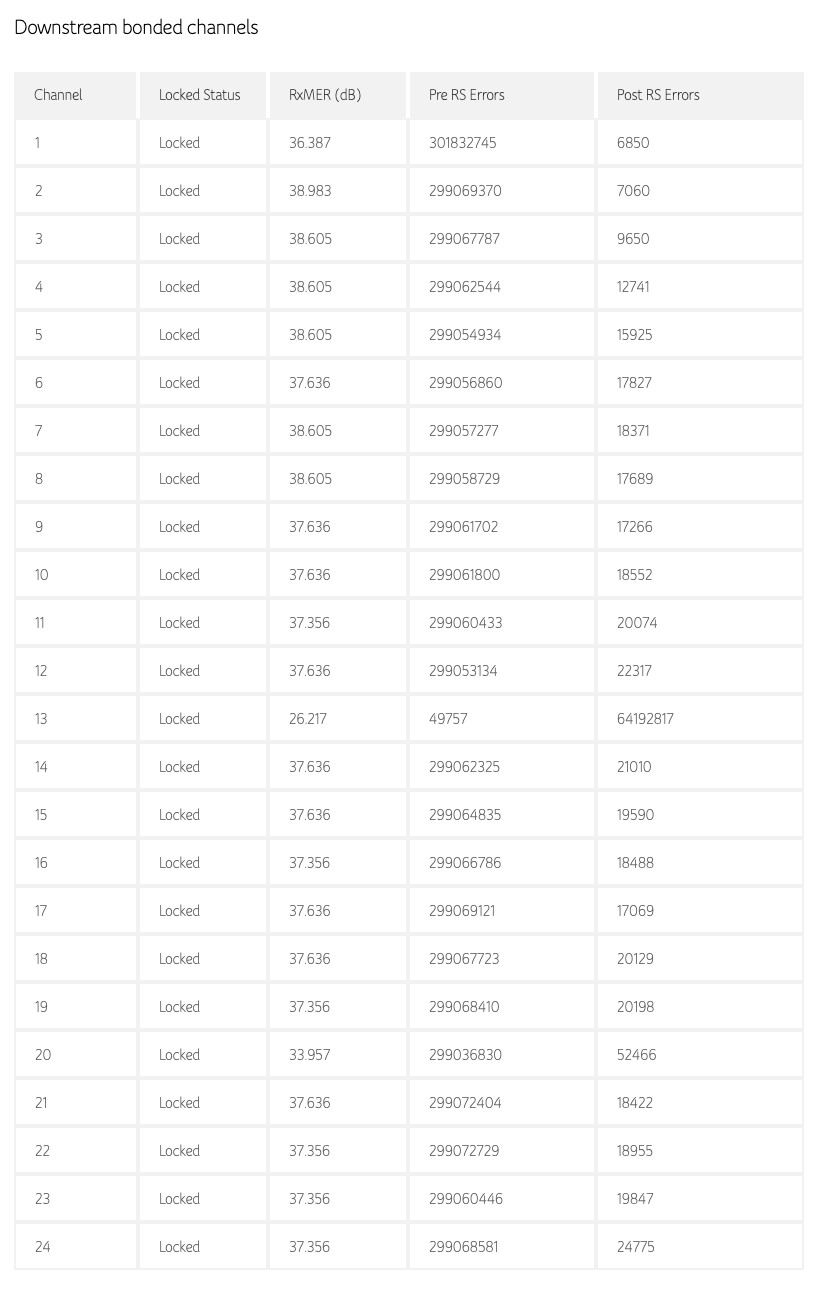 Downstream bonded channels
Channel Locked Status RxMER (dB) Pre RS Errors Post RS Errors
1 Locked 36.387 301832745 6850
2 Locked 38.983 299069370 7060
3 Locked 38.605 299067787 9650
4 Locked 38.605 299062544 12741
5 Locked 38.605 299054934 15925
6 Locked 37.636 299056860 17827
7 Locked 38.605 299057277 18371
8 Locked 38.605 299058729 17689
9 Locked 37.636 299061702 17266
10 Locked 37.636 299061800 18552
11 Locked 37.356 299060433 20074
12 Locked 37.636 299053134 22317
13 Locked 26.217 49757 64192817
14 Locked 37.636 299062325 21010
15 Locked 37.636 299064835 19590
16 Locked 37.356 299066786 18488
17 Locked 37.636 299069121 17069
18 Locked 37.636 299067723 20129
19 Locked 37.356 299068410 20198
20 Locked 33.957 299036830 52466
21 Locked 37.636 299072404 18422
22 Locked 37.356 299072729 18955
23 Locked 37.356 299060446 19847
24 Locked 37.356 299068581 24775